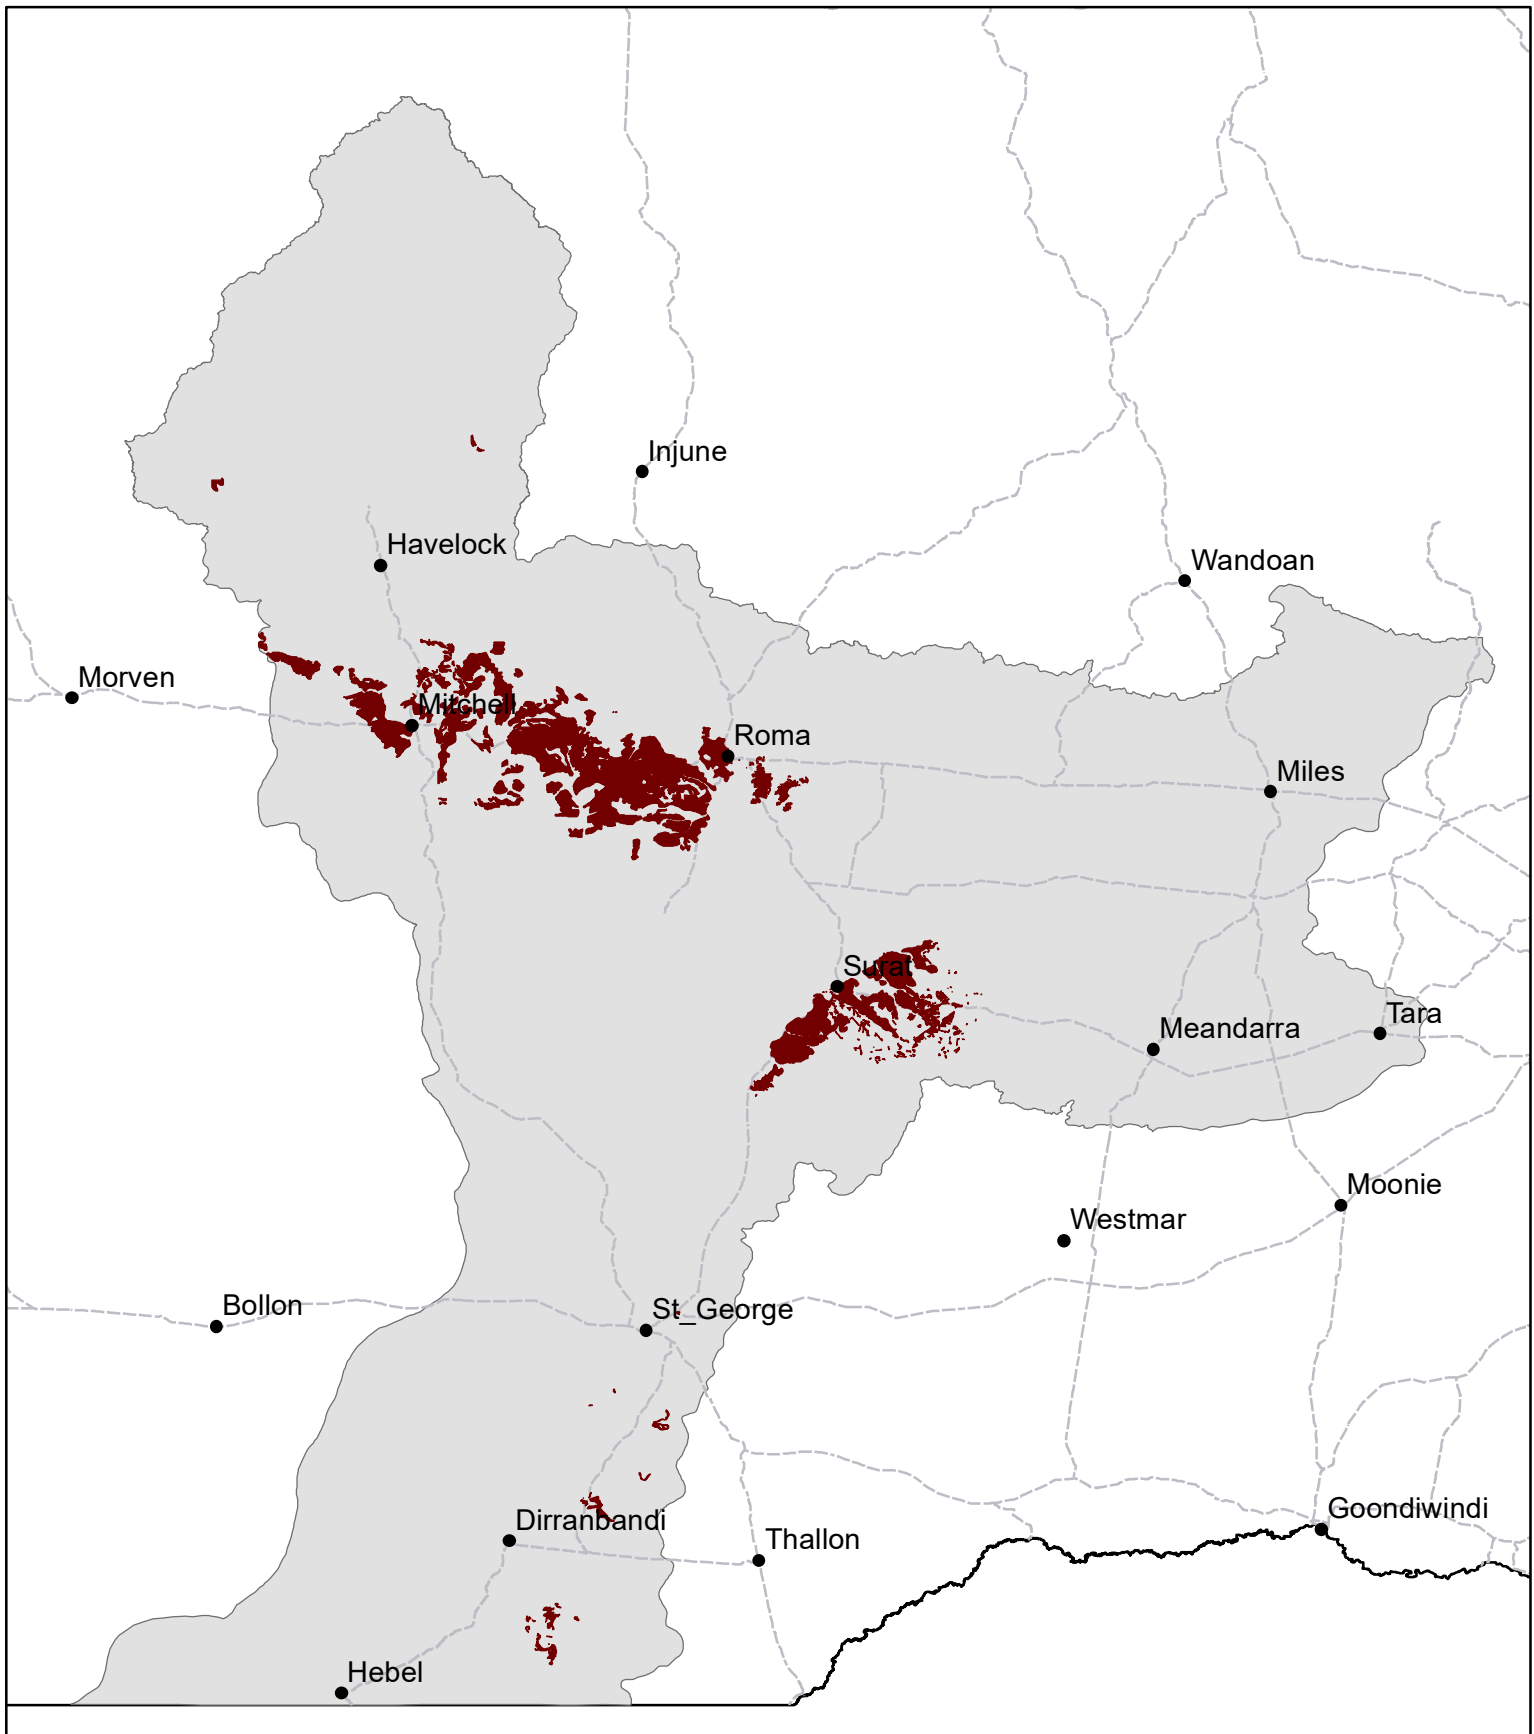 Injune
Havelock
Wandoan
Morven
Mitchell
Roma
Miles
Surat
Tara
Meandarra
Moonie
Westmar
Bollon
St_George
Goondiwindi
Dirranbandi
Thallon
Hebel